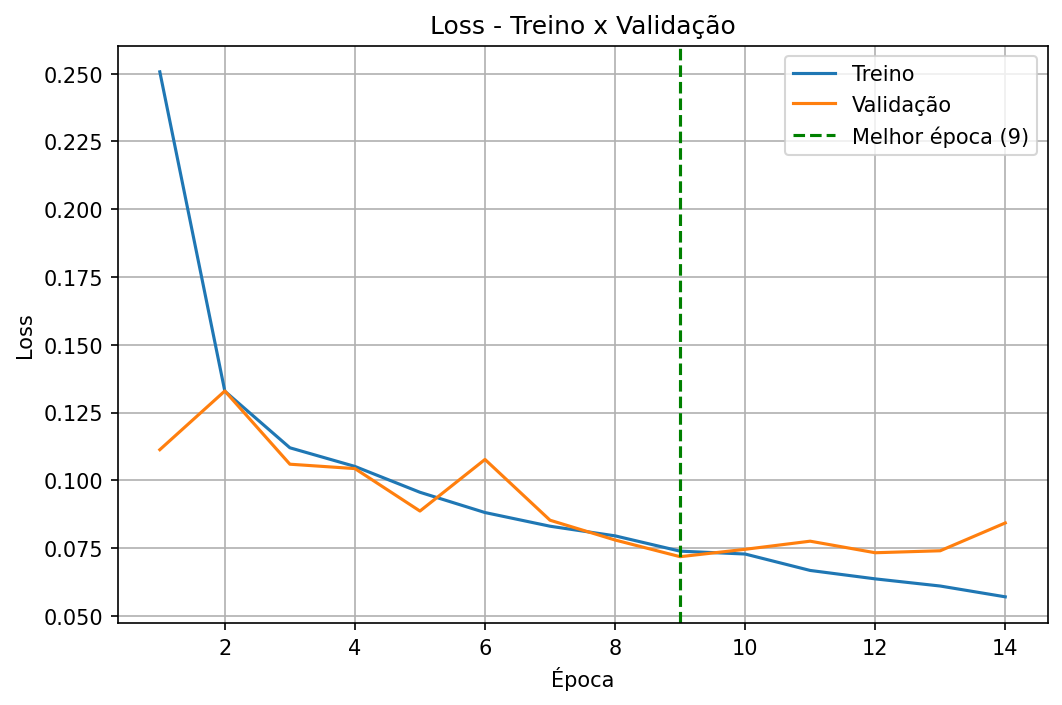 Loss - Treino x Validação
Treino
Validação
Melhor época (9)
Loss
0.250
0.225
0.200
0.175
0.150
0.125
0.100
0.075
0.050
2 4 6 8 10 12 14
Época